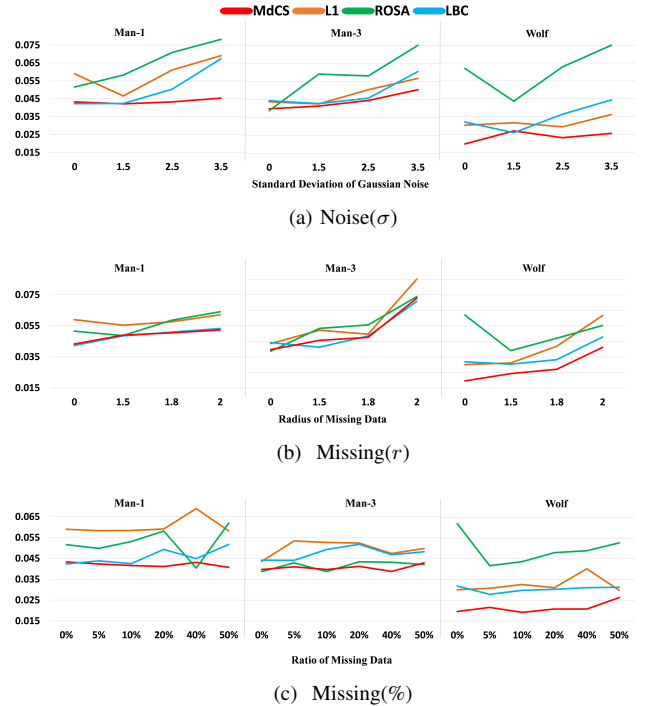 MdCS L1 ROSA LBC
Man-1 Man-3 Wolf
0.075
0.065
0.055
0.045
0.035
0.025
0.015
0 1.5 2.5 3.5 0 1.5 2.5 3.5 0 1.5 2.5 3.5
Standard Deviation of Gaussian Noise
(a) Noise(σ)
Man-1 Man-3 Wolf
0.075
0.055
0.035
0.015
0 1.5 1.8 2 0 1.5 1.8 2 0 1.5 1.8 2
Radius of Missing Data
(b) Missing(r)
Man-1 Man-3 Wolf
0.065
0.055
0.045
0.035
0.025
0.015
0% 5% 10% 20% 40% 50% 0% 5% 10% 20% 40% 50% 0% 5% 10% 20% 40% 50%
Ratio of Missing Data
(c) Missing(%)